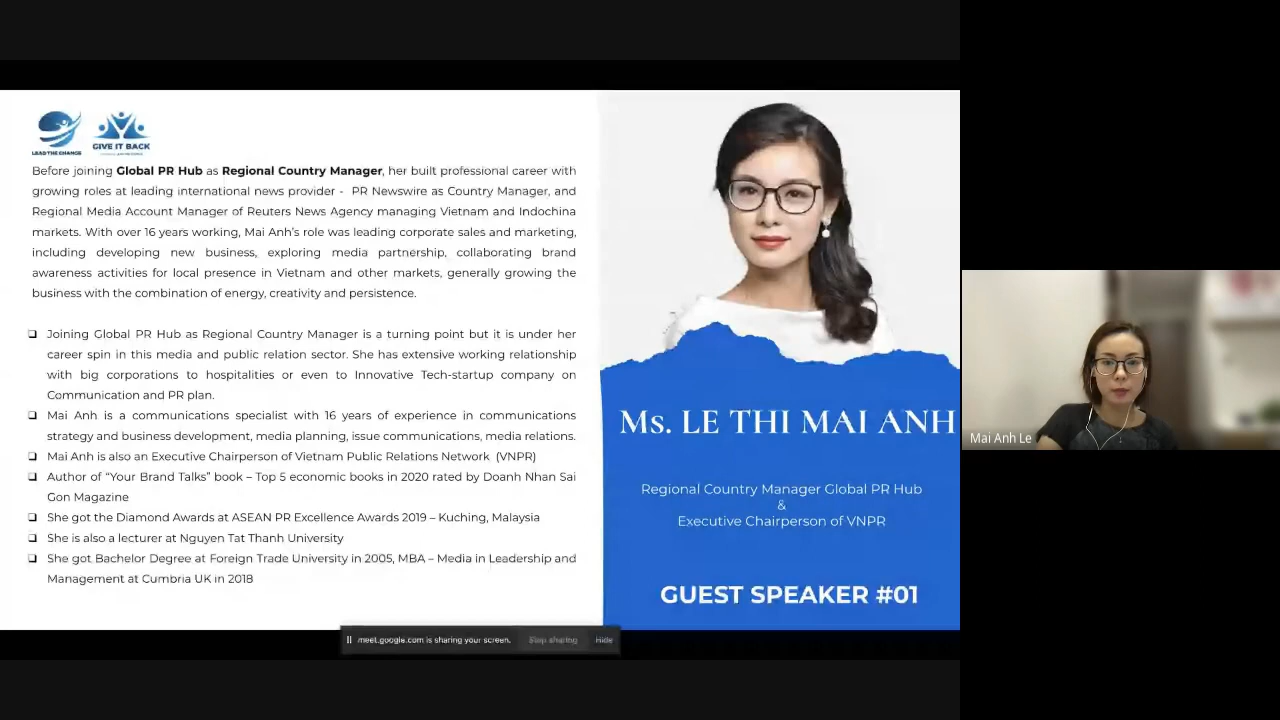 LEAD THE CHANGE
GIVE IT BACK
Before joining Global PR Hub as Regional Country Manager, her built professional career with
growing roles at leading international news provider - PR Newswire as Country Manager, and
Regional Media Account Manager of Reuters News Agency managing Vietnam and Indochina
markets. With over 16 years working, Mai Anh's role was leading corporate sales and marketing,
including developing new business, exploring media partnership, collaborating brand
awareness activities for local presence in Vietnam and other markets, generally growing the
business with the combination of energy, creativity and persistence.
❑ Joining Global PR Hub as Regional Country Manager is a turning point but it is under her
career spin in this media and public relation sector. She has extensive working relationship
with big corporations to hospitalities or even to Innovative Tech-startup company on
Communication and PR plan.
❑ Mai Anh is a communications specialist with 16 years of experience in communications
strategy and business development, media planning, issue communications, media relations.
❑ Mai Anh is also an Executive Chairperson of Vietnam Public Relations Network (VNPR)
❑ Author of "Your Brand Talks" book – Top 5 economic books in 2020 rated by Doanh Nhan Sai
Gon Magazine
❑ She got the Diamond Awards at ASEAN PR Excellence Awards 2019 – Kuching, Malaysia
❑ She is also a lecturer at Nguyen Tat Thanh University
❑ She got Bachelor Degree at Foreign Trade University in 2005, MBA – Media in Leadership and
Management at Cumbria UK in 2018
Ms. LE THI MAI ANH
Regional Country Manager Global PR Hub
&
Executive Chairperson of VNPR
GUEST SPEAKER #01
meet.google.com is sharing your screen. Stop sharing Hide
Mai Anh Le